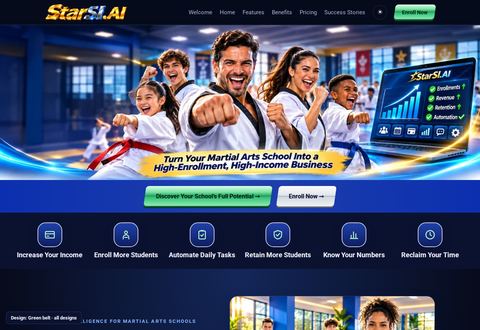 StarSI.AI
Welcome Home Features Benefits Pricing Success Stories
Enroll Now
StarSI.AI
Enrollments
Revenue
Retention
Automation
Turn Your Martial Arts School Into a
High-Enrollment, High-Income Business
Discover Your School's Full Potential →
Enroll Now →
Increase Your Income
Enroll More Students
Automate Daily Tasks
Retain More Students
Know Your Numbers
Reclaim Your Time
Design: Green belt - all designs
LLIGENCE FOR MARTIAL ARTS SCHOOLS